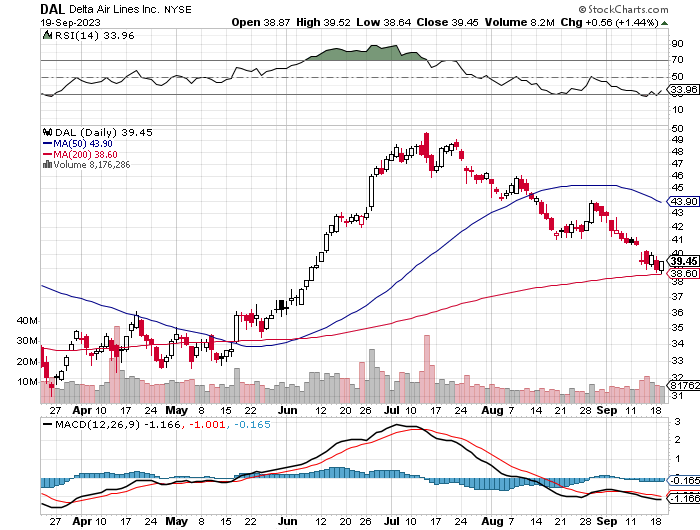 DAL Delta Air Lines Inc. NYSE © StockCharts.com
19-Sep-2023 Open 38.87 High 39.52 Low 38.64 Close 39.45 Volume 8.2M Chg +0.56 (+1.44%)
RSI(14) 33.96
90
70
50
33.96
30
10
DAL (Daily) 39.45
MA(50) 43.90
MA(200) 38.60
Volume 8,176,286
50
49
48
47
46
45
44
43.90
43
42
41
40
39.45
38.60
38
37
36
35
34
33
32
31
40M
30M
20M
10M
81762
27 Apr 10 17 24 May 8 15 22 Jun 12 20 26 Jul 10 17 24 Aug 7 14 21 28 Sep 11 18
MACD(12,26,9) -1.166, -1.001, -0.165
3
2
1
0
-0.165
-1.166
27 Apr 10 17 24 May 8 15 22 Jun 12 20 26 Jul 10 17 24 Aug 7 14 21 28 Sep 11 18